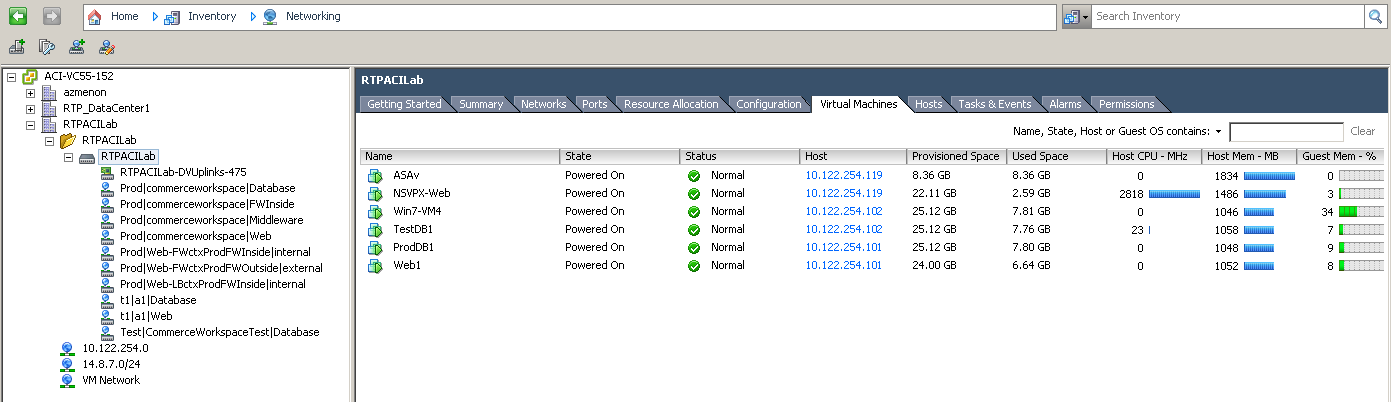 Home Inventory Networking Search Inventory
ACI-VC55-152
azmenon
RTP_DataCenter1
RTPACILab
RTPACILab
RTPACILab
RTPACILab-DVUplinks-475
Prod|commerceworkspace|Database
Prod|commerceworkspace|FWInside
Prod|commerceworkspace|Middleware
Prod|commerceworkspace|Web
Prod|Web-FWctxProdFWInside|internal
Prod|Web-FWctxProdFWOutside|external
Prod|Web-LBctxProdFWInside|internal
t1|a1|Database
t1|a1|Web
Test|CommerceWorkspaceTest|Database
10.122.254.0
14.8.7.0/24
VM Network
RTPACILab
Getting Started Summary Networks Ports Resource Allocation Configuration Virtual Machines Hosts Tasks & Events Alarms Permissions
Name, State, Host or Guest OS contains: Clear
Name State Status Host Provisioned Space Used Space Host CPU - MHz Host Mem - MB Guest Mem - %
ASAv Powered On Normal 10.122.254.119 8.36 GB 8.36 GB 0 1834 0
NSVPX-Web Powered On Normal 10.122.254.119 22.11 GB 2.59 GB 2818 1486 3
Win7-VM4 Powered On Normal 10.122.254.102 25.12 GB 7.81 GB 0 1046 34
TestDB1 Powered On Normal 10.122.254.102 25.12 GB 7.76 GB 23 1058 7
ProdDB1 Powered On Normal 10.122.254.101 25.12 GB 7.80 GB 0 1048 9
Web1 Powered On Normal 10.122.254.101 24.00 GB 6.64 GB 0 1052 8